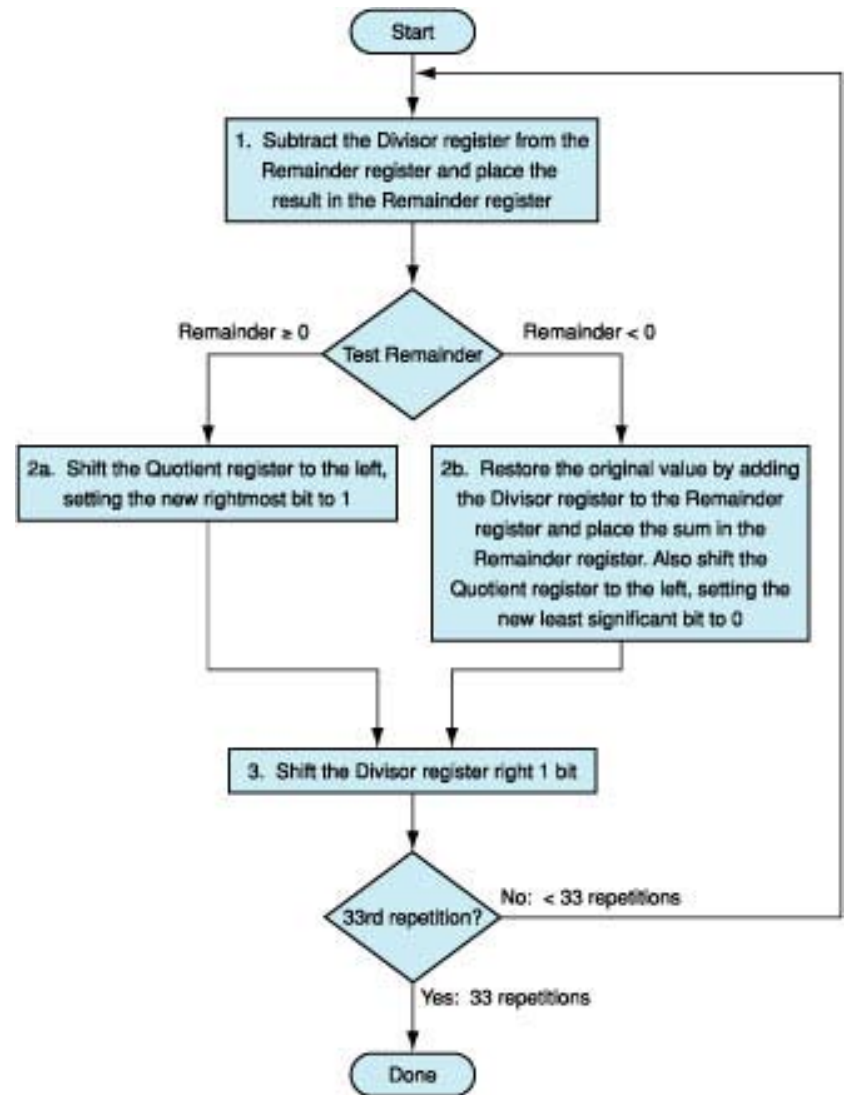 Start
1. Subtract the Divisor register from the
Remainder register and place the
result in the Remainder register
Remainder ≥ 0
Test Remainder
Remainder < 0
2a. Shift the Quotient register to the left,
setting the new rightmost bit to 1
2b. Restore the original value by adding
the Divisor register to the Remainder
register and place the sum in the
Remainder register. Also shift the
Quotient register to the left, setting the
new least significant bit to 0
3. Shift the Divisor register right 1 bit
33rd repetition?
No: < 33 repetitions
Yes: 33 repetitions
Done